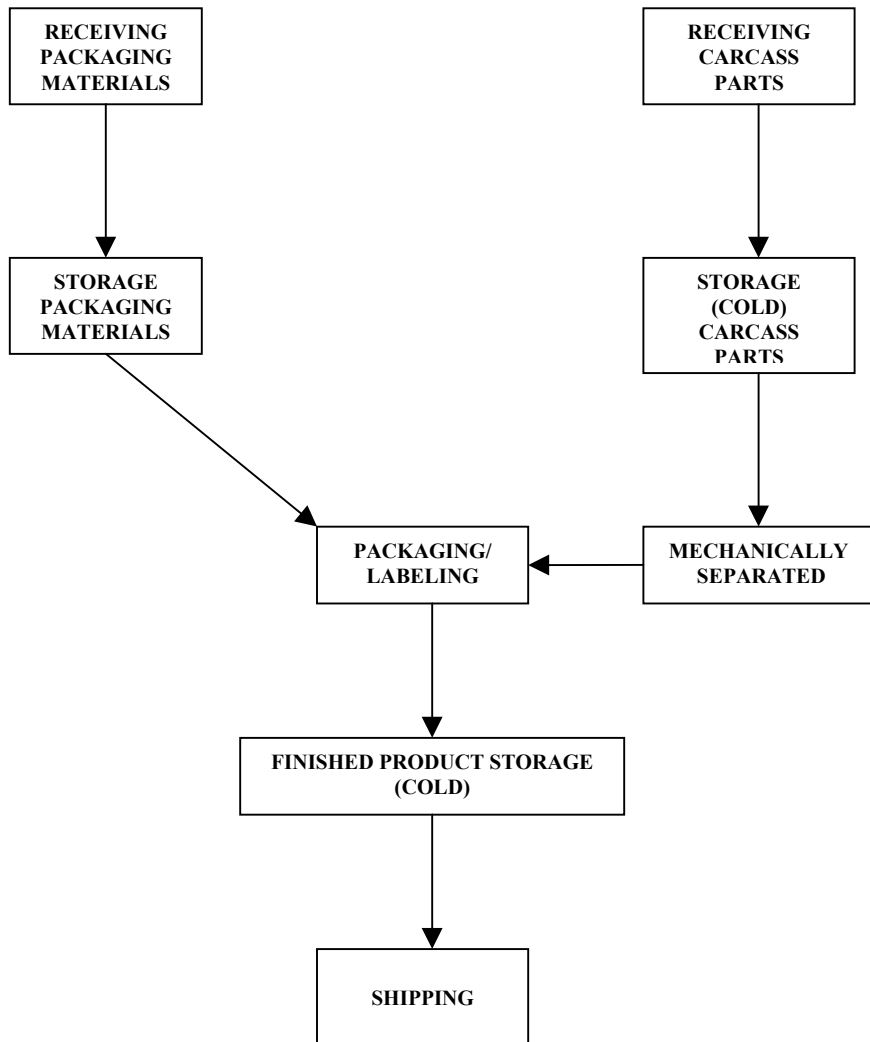 RECEIVING
PACKAGING
MATERIALS
RECEIVING
CARCASS
PARTS
STORAGE
PACKAGING
MATERIALS
STORAGE
(COLD)
CARCASS
PARTS
PACKAGING/
LABELING
MECHANICALLY
SEPARATED
FINISHED PRODUCT STORAGE
(COLD)
SHIPPING